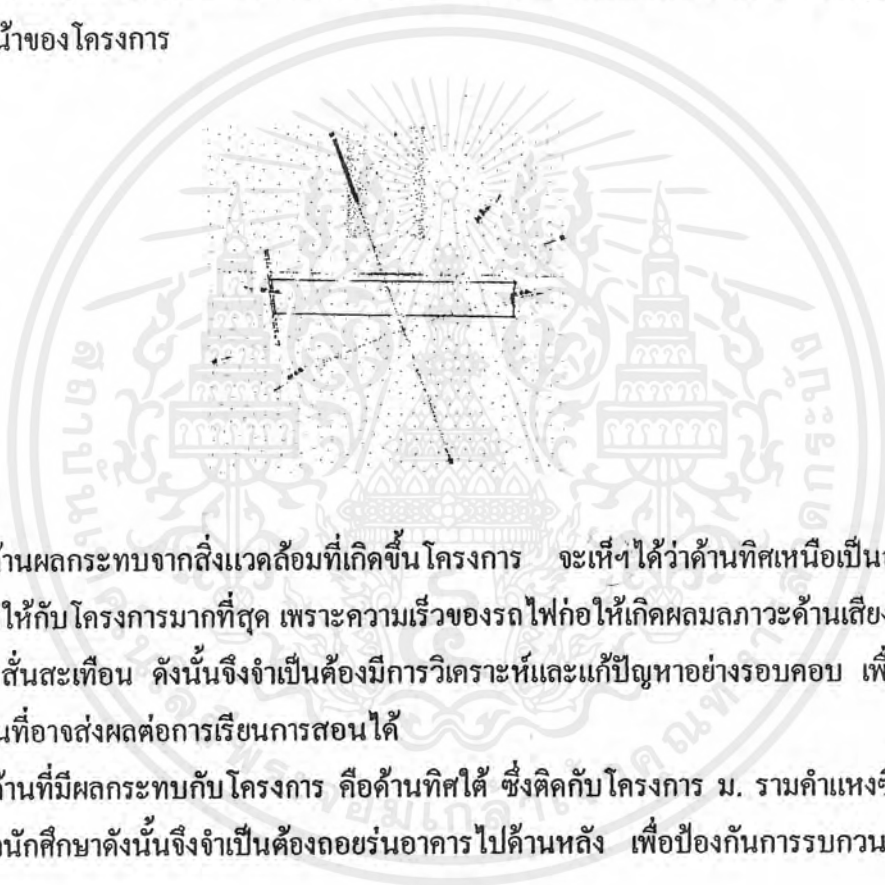 น้าของโครงการ
ด้านผลกระทบจากสิ่งแวดล้อมที่เกิดขึ้นโครงการ จะเห็ฯได้ว่าด้านทิศเหนือเป็น
ให้กับโครงการมากที่สุด เพราะความเร็วของรถไฟก่อให้เกิดผลมลภาวะด้านเสียง
สั่นสะเทือน ดังนั้นจึงจำเป็นต้องมีการวิเคราะห์และแก้ปัญหาอย่างรอบคอบ เพื่
นที่อาจส่งผลต่อการเรียนการสอนได้
ด้านที่มีผลกระทบกับโครงการ คือด้านทิศใต้ ซึ่งติดกับโครงการ ม. รามคำแหงซึ
นักศึกษาดังนั้นจึงจำเป็นต้องถอยร่นอาคารไปด้านหลัง เพื่อป้องกันการรบกวน